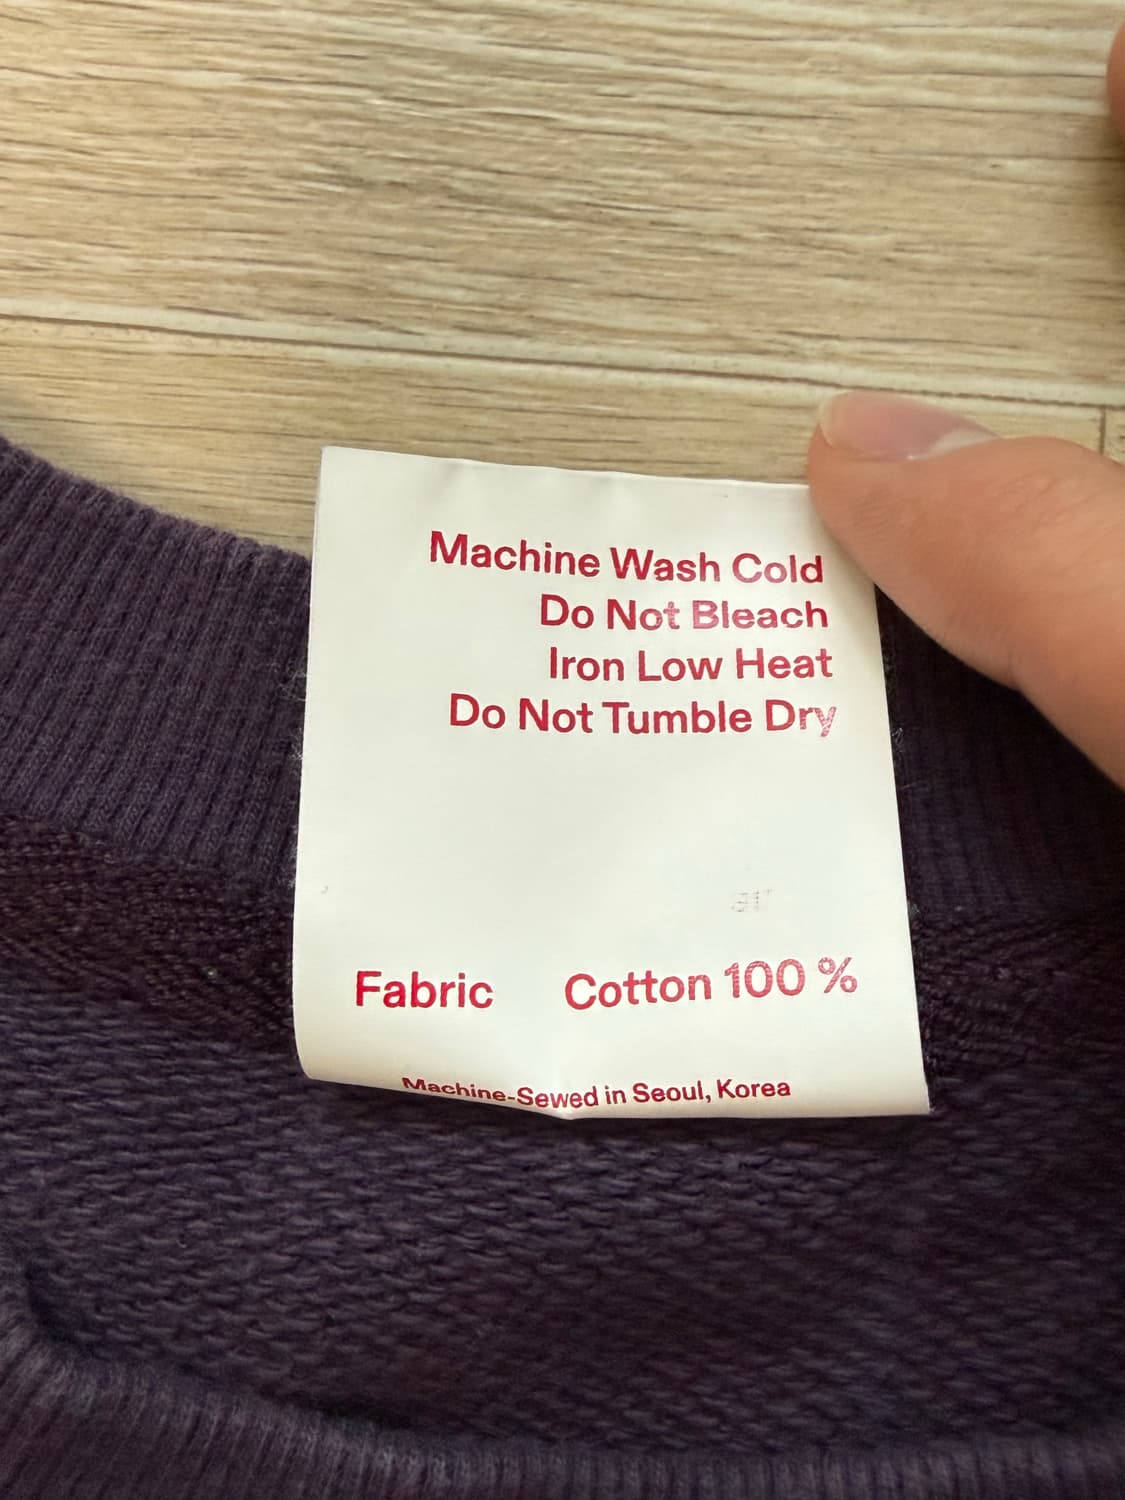 Machine Wash Cold
Do Not Bleach
Iron Low Heat
Do Not Tumble Dry
Fabric Cotton 100 %
Machine-Sewed in Seoul, Korea